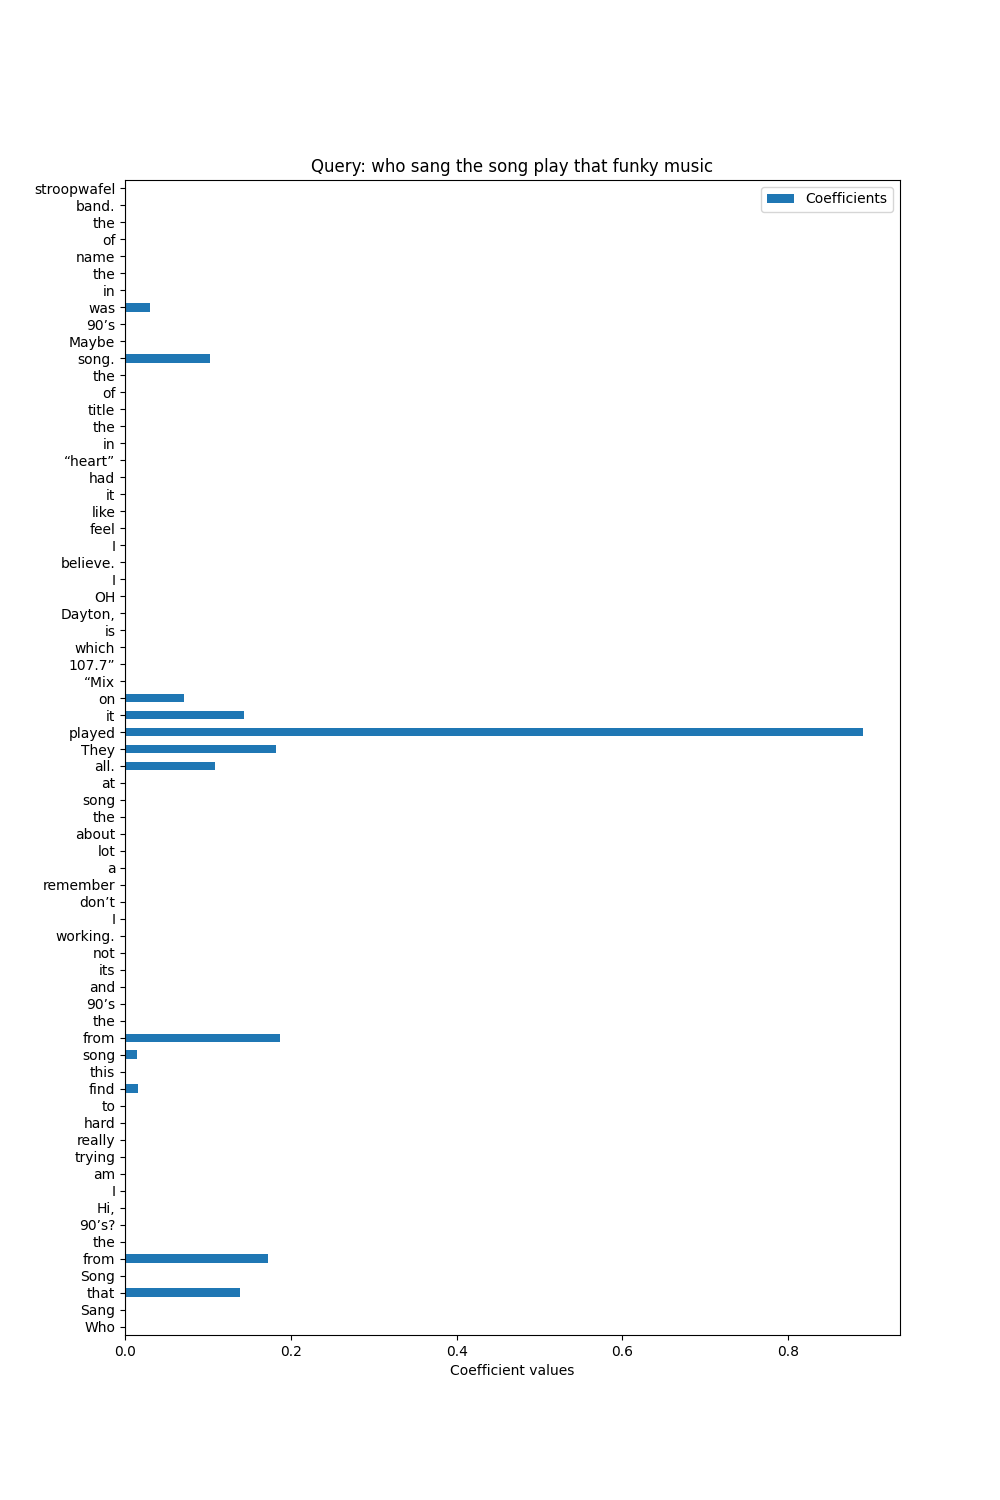 Query: who sang the song play that funky music
Coefficients
stroopwafel
band.
the
of
name
the
in
was
90’s
Maybe
song.
the
of
title
the
in
“heart”
had
it
like
feel
I
believe.
I
OH
Dayton,
is
which
107.7”
“Mix
on
it
played
They
all.
at
song
the
about
lot
a
remember
don’t
I
working.
not
its
and
90’s
the
from
song
this
find
to
hard
really
trying
am
I
Hi,
90’s?
the
from
Song
that
Sang
Who
0.0 0.2 0.4 0.6 0.8
Coefficient values